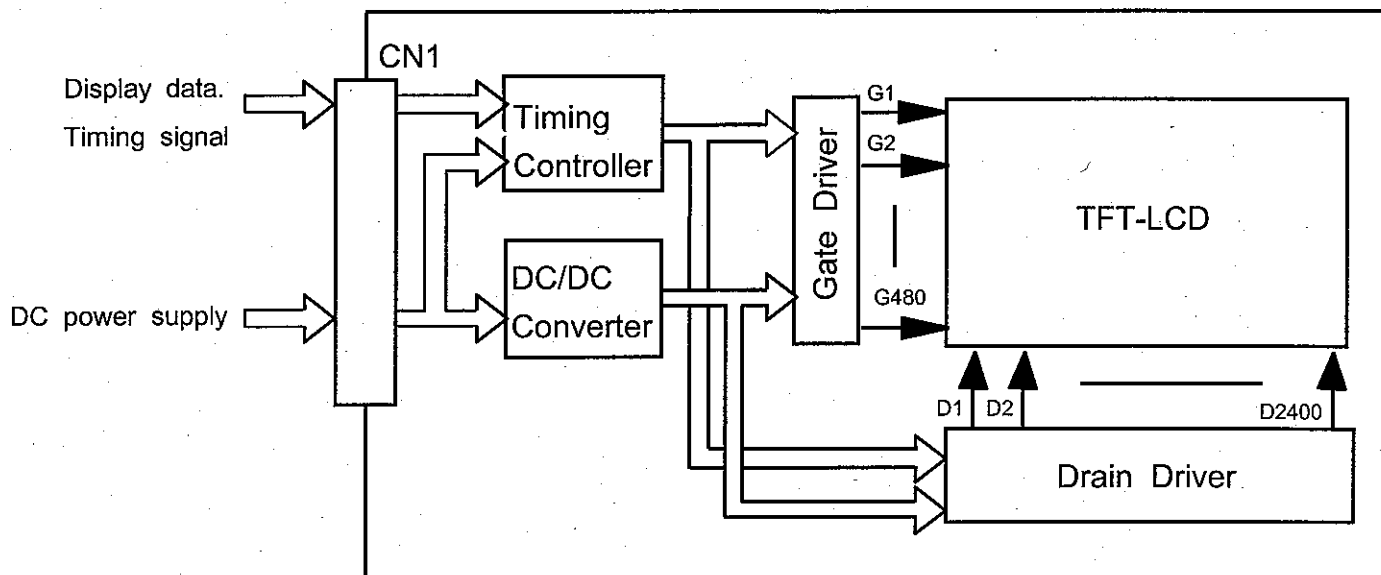 CN1
Display data.
Timing signal
DC power supply
Timing
Controller
DC/DC
Converter
Gate Driver
G1
G2
G480
TFT-LCD
D1
D2
D2400
Drain Driver